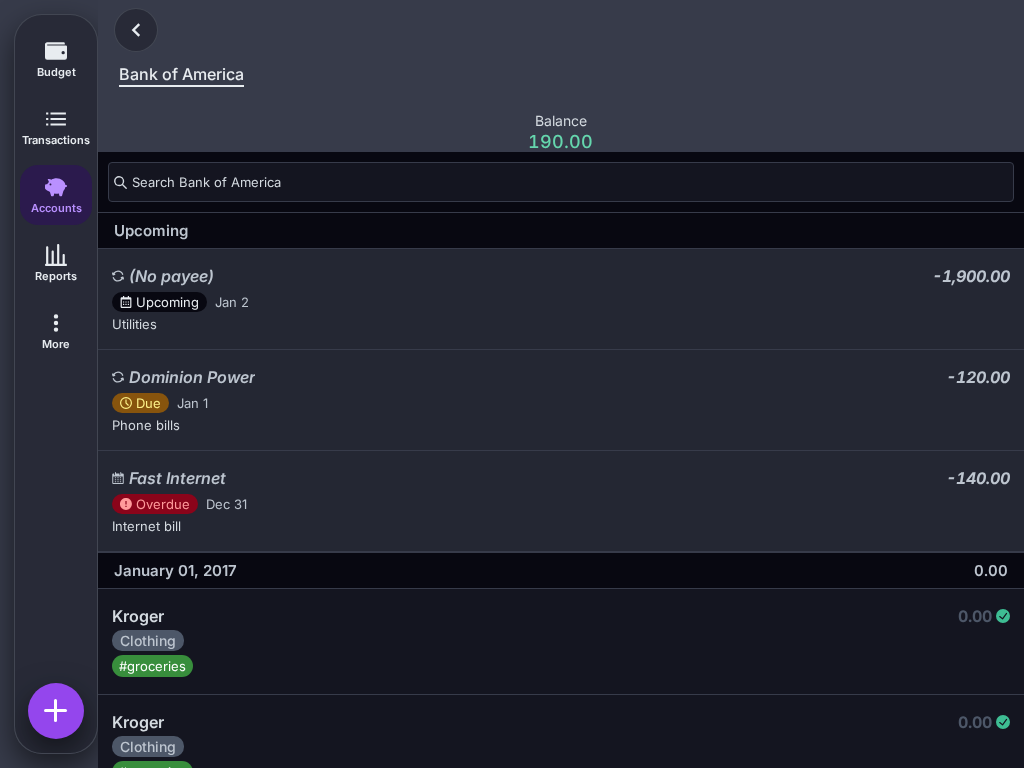 Budget
Transactions
Accounts
Reports
More
Bank of America
Balance
190.00
Search Bank of America
Upcoming
(No payee) -1,900.00
Upcoming Jan 2
Utilities
Dominion Power -120.00
Due Jan 1
Phone bills
Fast Internet -140.00
Overdue Dec 31
Internet bill
January 01, 2017 0.00
Kroger 0.00
Clothing
#groceries
Kroger 0.00
Clothing
#groceries